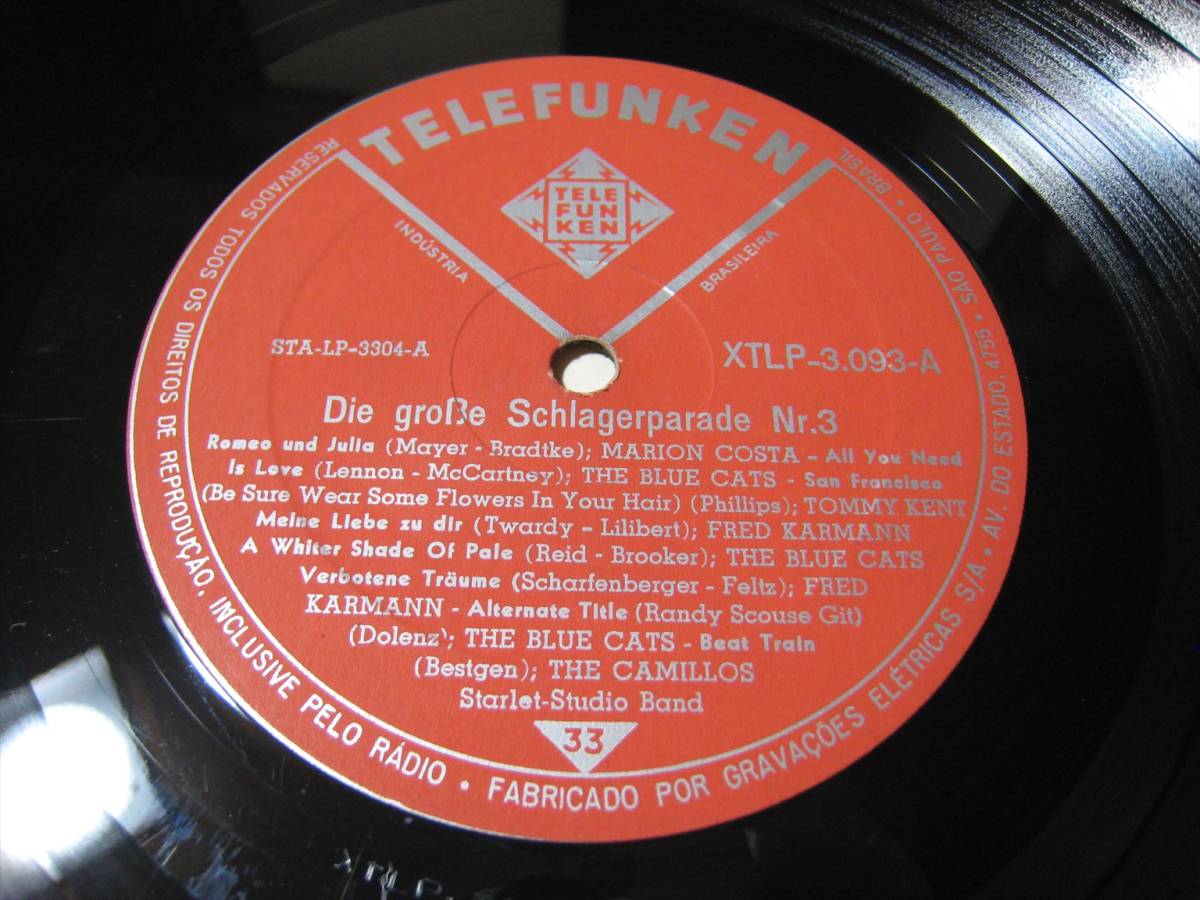 TELEFUNKEN
TELE
FUN
KEN
INDÚSTRIA
BRASILEIRA
STA-LP-3304-A
XTLP-3.093-A
Die große Schlagerparade Nr.3
Romeo und Julia (Mayer - Bradtke); MARION COSTA - All You Need
Is Love (Lennon - McCartney); THE BLUE CATS - San Francisco
(Be Sure Wear Some Flowers In Your Hair) (Phillips); TOMMY KENT
Meine Liebe zu dir (Twardy - Lilibert); FRED KARMANN
A Whiter Shade Of Pale (Reid - Brooker); THE BLUE CATS
Verbotene Träume (Scharfenberger - Feltz); FRED
KARMANN - Alternate Title (Randy Scouse Git)
(Dolenz); THE BLUE CATS - Beat Train
(Bestgen); THE CAMILLOS
Starlet-Studio Band
33
RESERVADOS TODOS OS DIREITOS DE REPRODUÇÃO, INCLUSIVE PELO RÁDIO • FABRICADO POR GRAVAÇÕES ELÉTRICAS S/A • AV. DO ESTADO, 4755 • SÃO PAULO • BRASIL